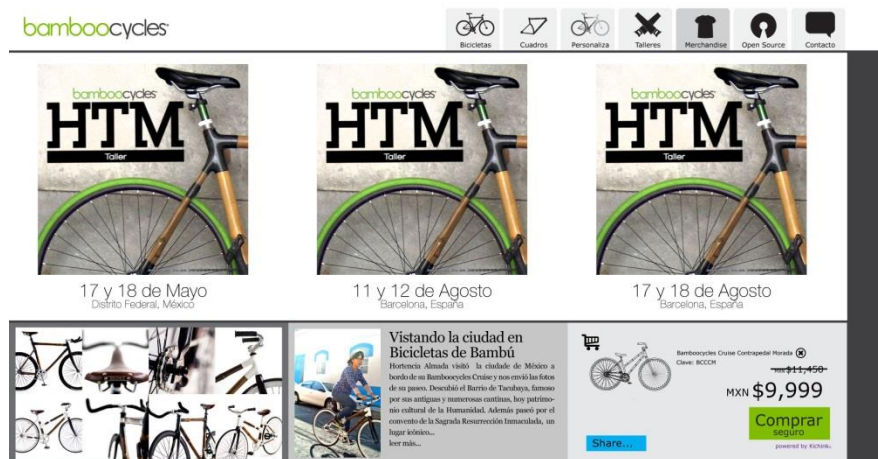 bamboocycles
Bicicletas
Cuadros
Personaliza
Talleres
Merchandise
Open Source
Contacto
bamboocycles
HTM
Taller
17 y 18 de Mayo
Distrito Federal, México
bamboocycles
HTM
Taller
11 y 12 de Agosto
Barcelona, España
bamboocycles
HTM
Taller
17 y 18 de Agosto
Barcelona, España
Vistando la ciudad en
Bicicletas de Bambú
Hortencia Almada visitó la ciudade de México a
bordo de su Bamboocycles Cruise y nos envió las fotos
de su paseo. Descubió el Barrio de Tacubaya, famoso
por sus antiguas y numerosas cantinas, hoy patrimo-
nio cultural de la Humanidad. Además paseó por el
convento de la Sagrada Resurrección Inmaculada, un
lugar icónico...
leer más...
Bamboocycles Cruise Contrapedal Morada
Clave: BCCCM
MXN $11,450
MXN $9,999
Comprar
seguro
Share...
powered by Kichink